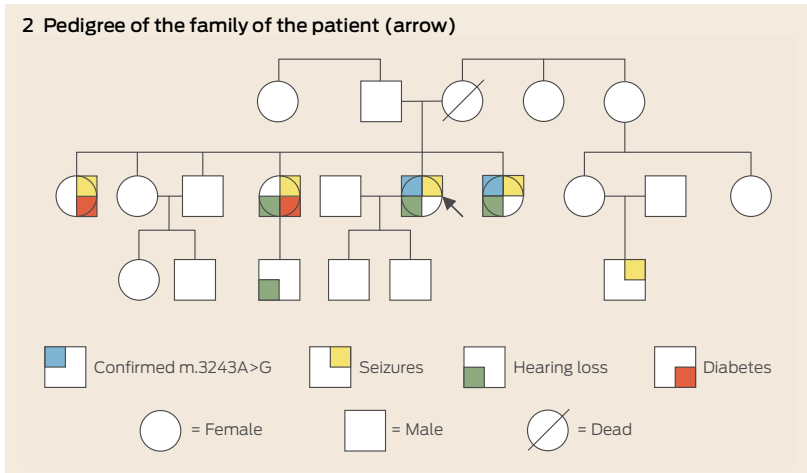 2 Pedigree of the family of the patient (arrow)
Confirmed m.3243A>G
Seizures
Hearing loss
Diabetes
= Female
= Male
= Dead